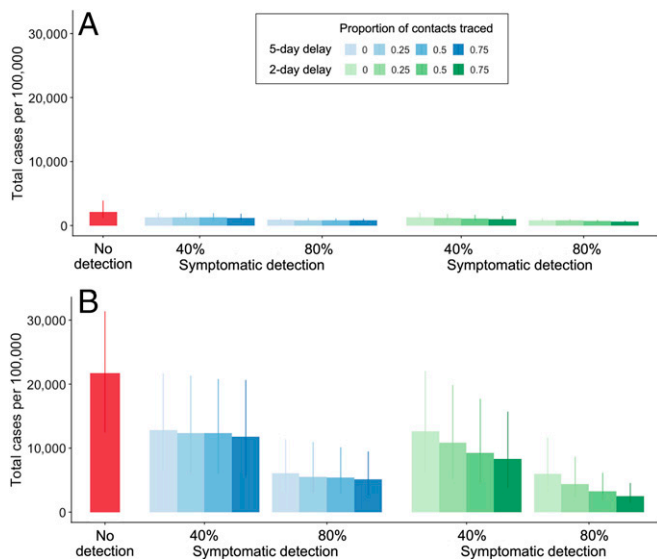 A
Proportion of contacts traced
5-day delay 0 0.25 0.5 0.75
2-day delay 0 0.25 0.5 0.75
Total cases per 100,000
30,000
20,000
10,000
0
No detection
40% 80%
Symptomatic detection
40% 80%
Symptomatic detection
B
Total cases per 100,000
30,000
20,000
10,000
0
No detection
40% 80%
Symptomatic detection
40% 80%
Symptomatic detection